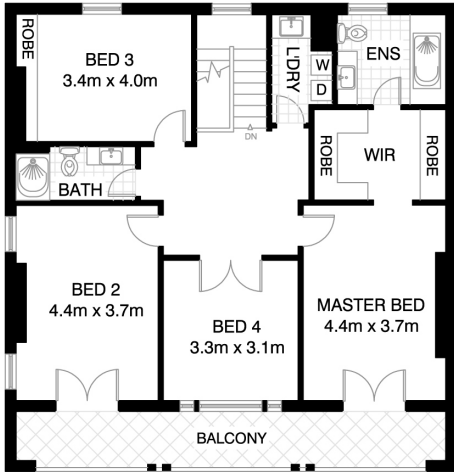 ROBE
BED 3
3.4m x 4.0m
DN
L'DRY
W
D
ENS
ROBE
WIR
ROBE
BATH
BED 2
4.4m x 3.7m
BED 4
3.3m x 3.1m
MASTER BED
4.4m x 3.7m
BALCONY